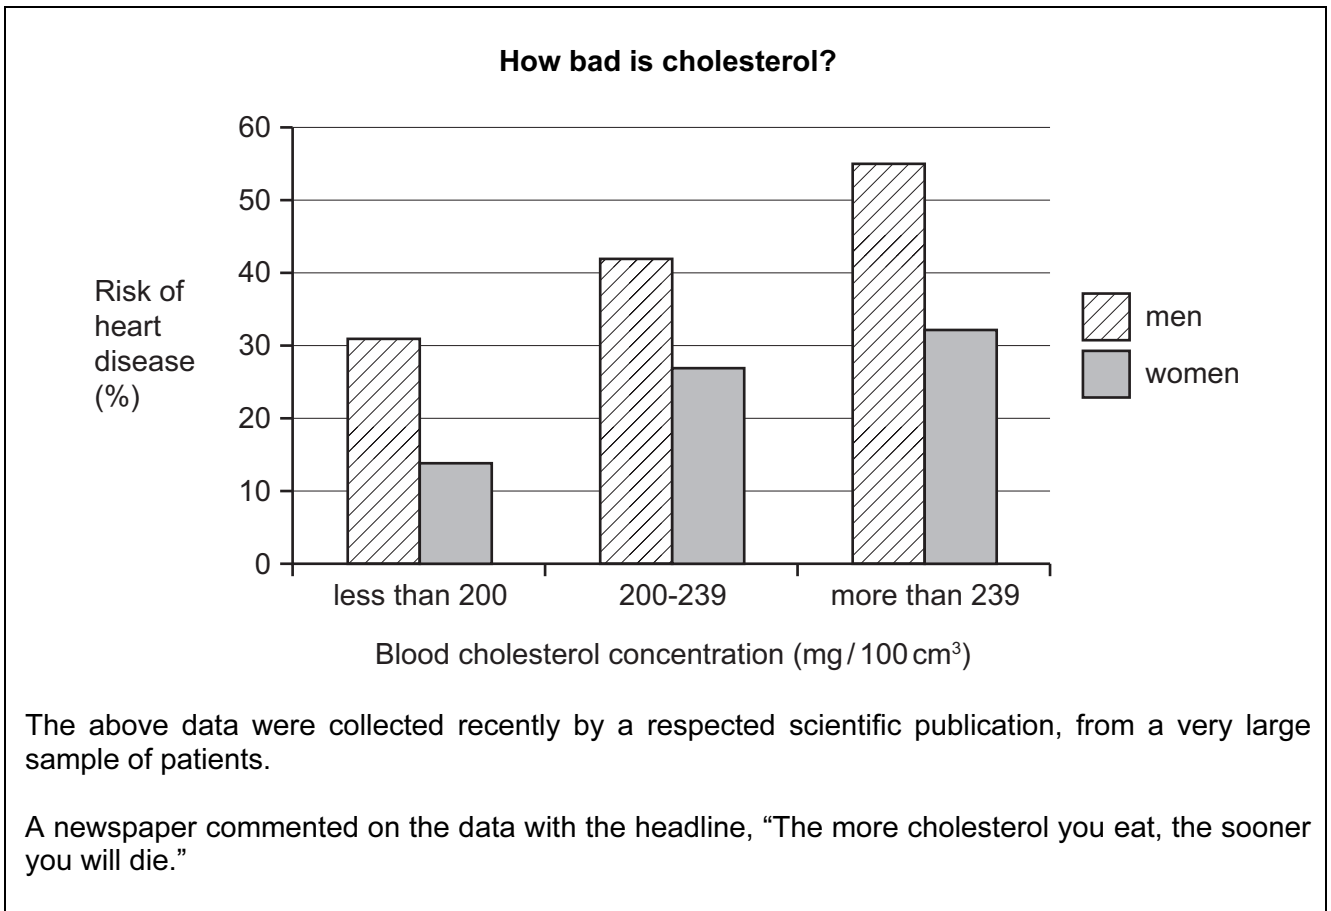 How bad is cholesterol?
60
50
40
30
20
10
0
Risk of
heart
disease
(%)
men
women
less than 200
200-239
more than 239
Blood cholesterol concentration (mg / 100 cm³)
The above data were collected recently by a respected scientific publication, from a very large
sample of patients.
A newspaper commented on the data with the headline, “The more cholesterol you eat, the sooner
you will die.”